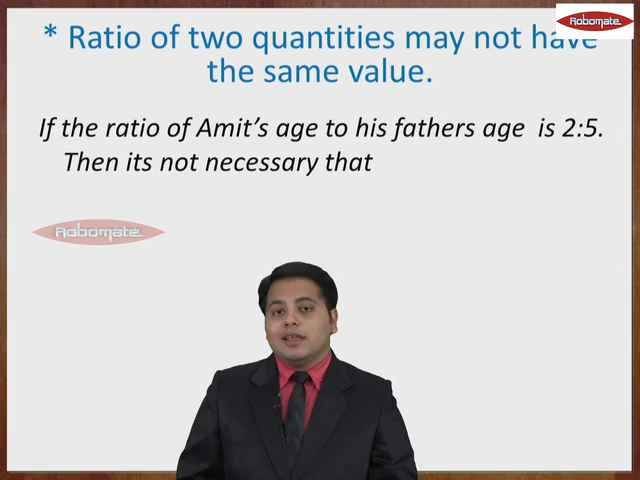 Robomate
* Ratio of two quantities may not have
the same value.
If the ratio of Amit's age to his fathers age is 2:5.
Then its not necessary that
Robomate